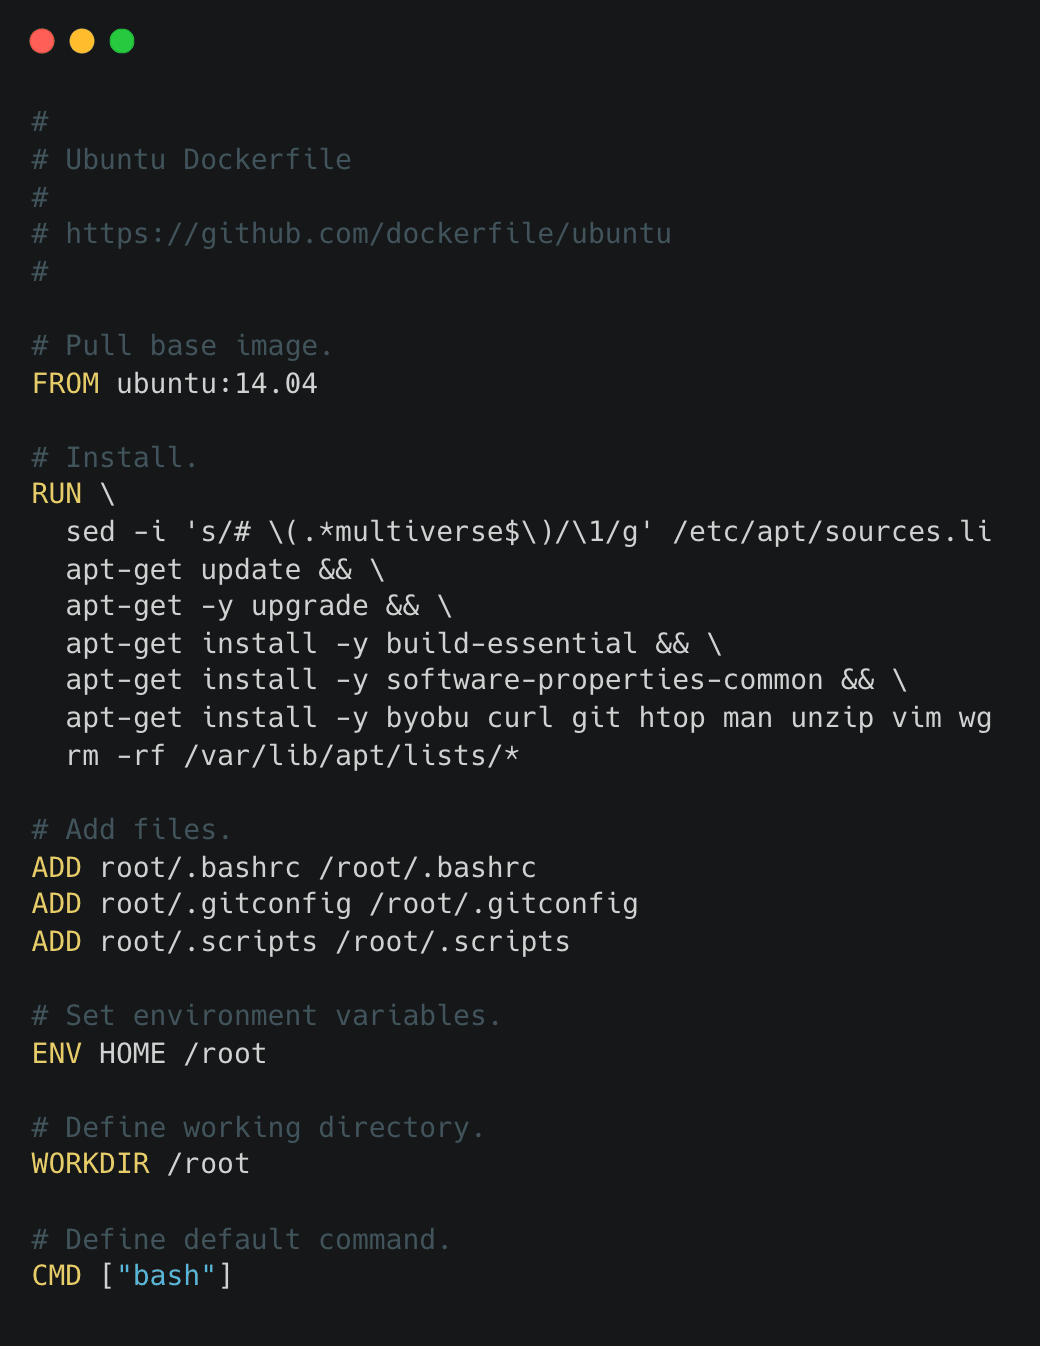 #
# Ubuntu Dockerfile
#
# https://github.com/dockerfile/ubuntu
#

# Pull base image.
FROM ubuntu:14.04

# Install.
RUN \
  sed -i 's/# \(.*multiverse$\)/\1/g' /etc/apt/sources.li
  apt-get update && \
  apt-get -y upgrade && \
  apt-get install -y build-essential && \
  apt-get install -y software-properties-common && \
  apt-get install -y byobu curl git htop man unzip vim wg
  rm -rf /var/lib/apt/lists/*

# Add files.
ADD root/.bashrc /root/.bashrc
ADD root/.gitconfig /root/.gitconfig
ADD root/.scripts /root/.scripts

# Set environment variables.
ENV HOME /root

# Define working directory.
WORKDIR /root

# Define default command.
CMD ["bash"]